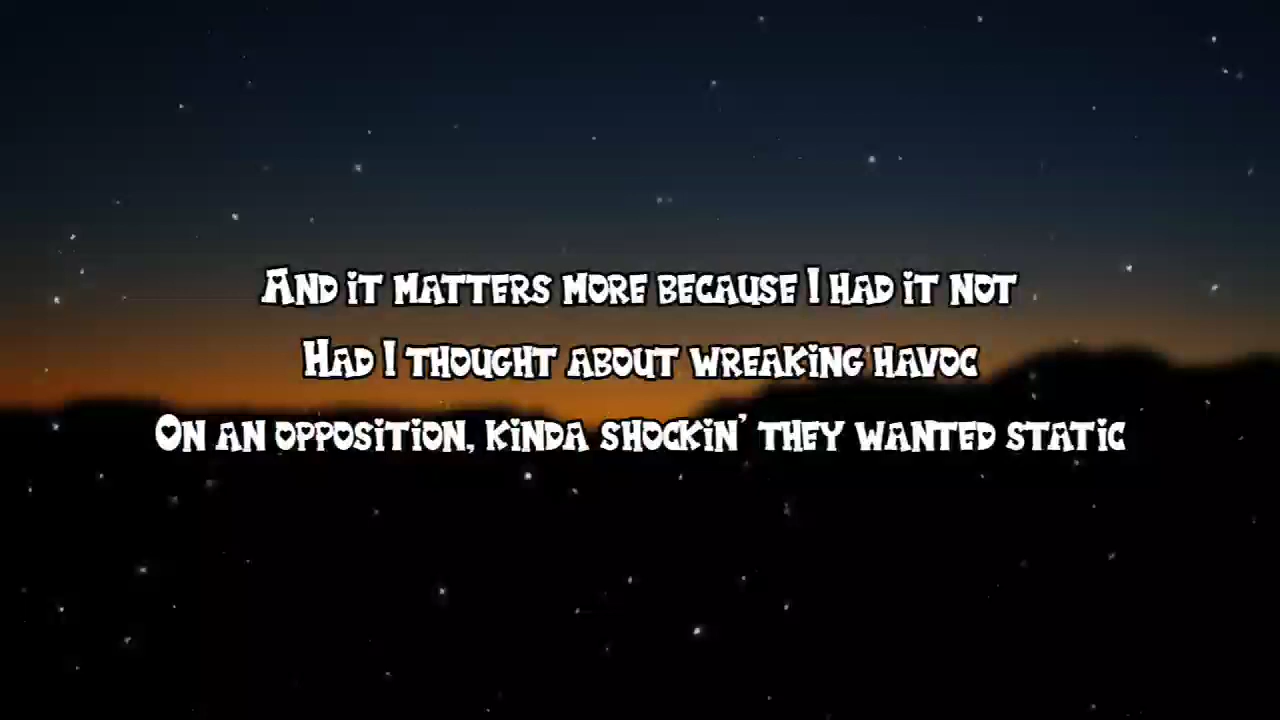 And it matters more because I had it not
Had I thought about wreaking havoc
On an opposition, kinda shockin' they wanted static